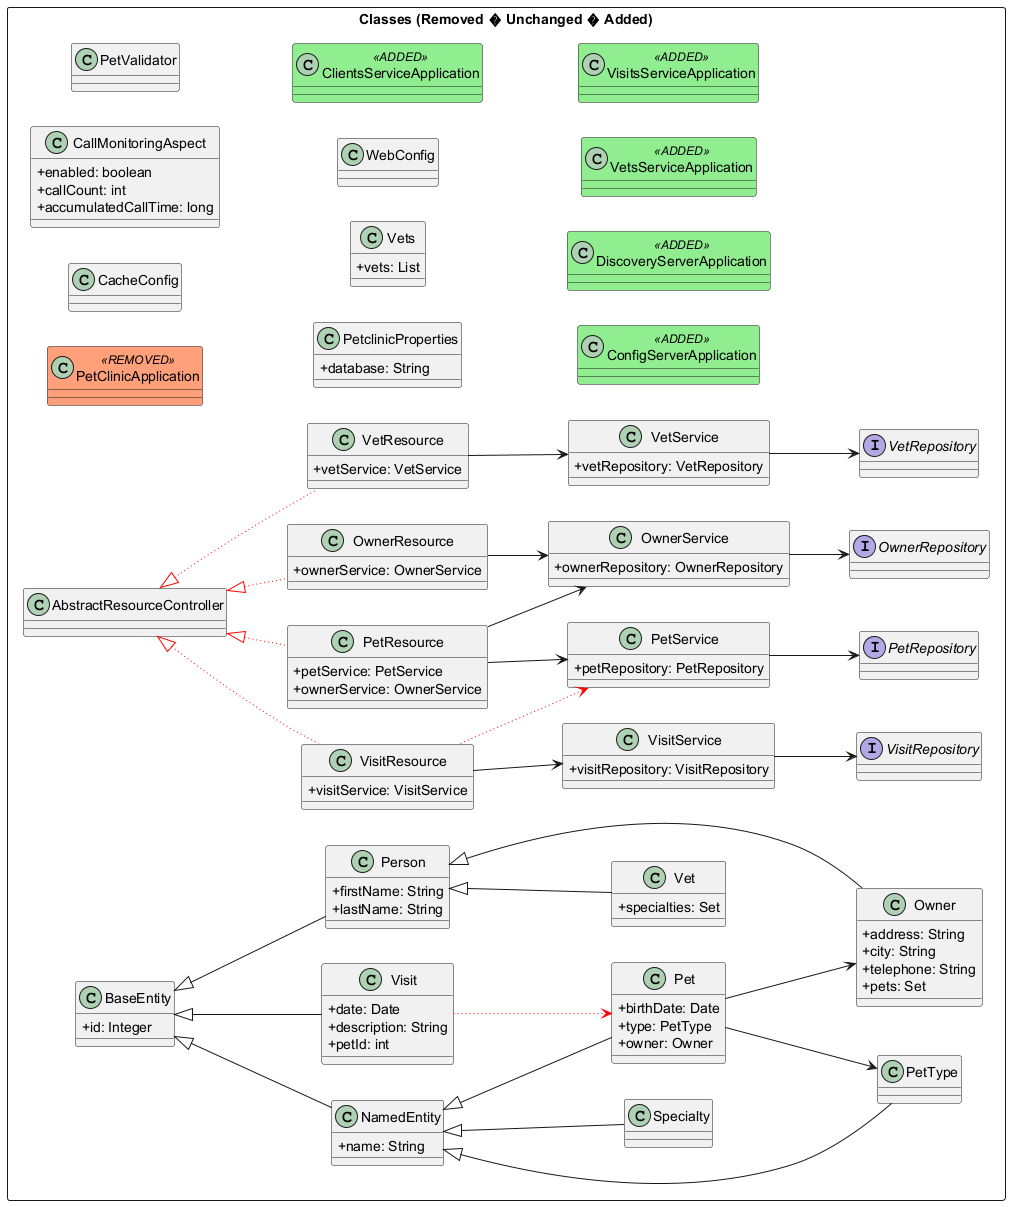 Classes (Removed � Unchanged � Added)
C PetValidator
C CallMonitoringAspect
+enabled: boolean
+callCount: int
+accumulatedCallTime: long
C CacheConfig
C «REMOVED»
PetClinicApplication
C «ADDED»
ClientsServiceApplication
C WebConfig
C Vets
+vets: List
C PetclinicProperties
+database: String
C «ADDED»
VisitsServiceApplication
C «ADDED»
VetsServiceApplication
C «ADDED»
DiscoveryServerApplication
C «ADDED»
ConfigServerApplication
C VetResource
+vetService: VetService
C VetService
+vetRepository: VetRepository
I VetRepository
C OwnerResource
+ownerService: OwnerService
C OwnerService
+ownerRepository: OwnerRepository
I OwnerRepository
C AbstractResourceController
C PetResource
+petService: PetService
+ownerService: OwnerService
C PetService
+petRepository: PetRepository
I PetRepository
C VisitResource
+visitService: VisitService
C VisitService
+visitRepository: VisitRepository
I VisitRepository
C Person
+firstName: String
+lastName: String
C Vet
+specialties: Set
C Owner
+address: String
+city: String
+telephone: String
+pets: Set
C BaseEntity
+id: Integer
C Visit
+date: Date
+description: String
+petId: int
C Pet
+birthDate: Date
+type: PetType
+owner: Owner
C PetType
C NamedEntity
+name: String
C Specialty